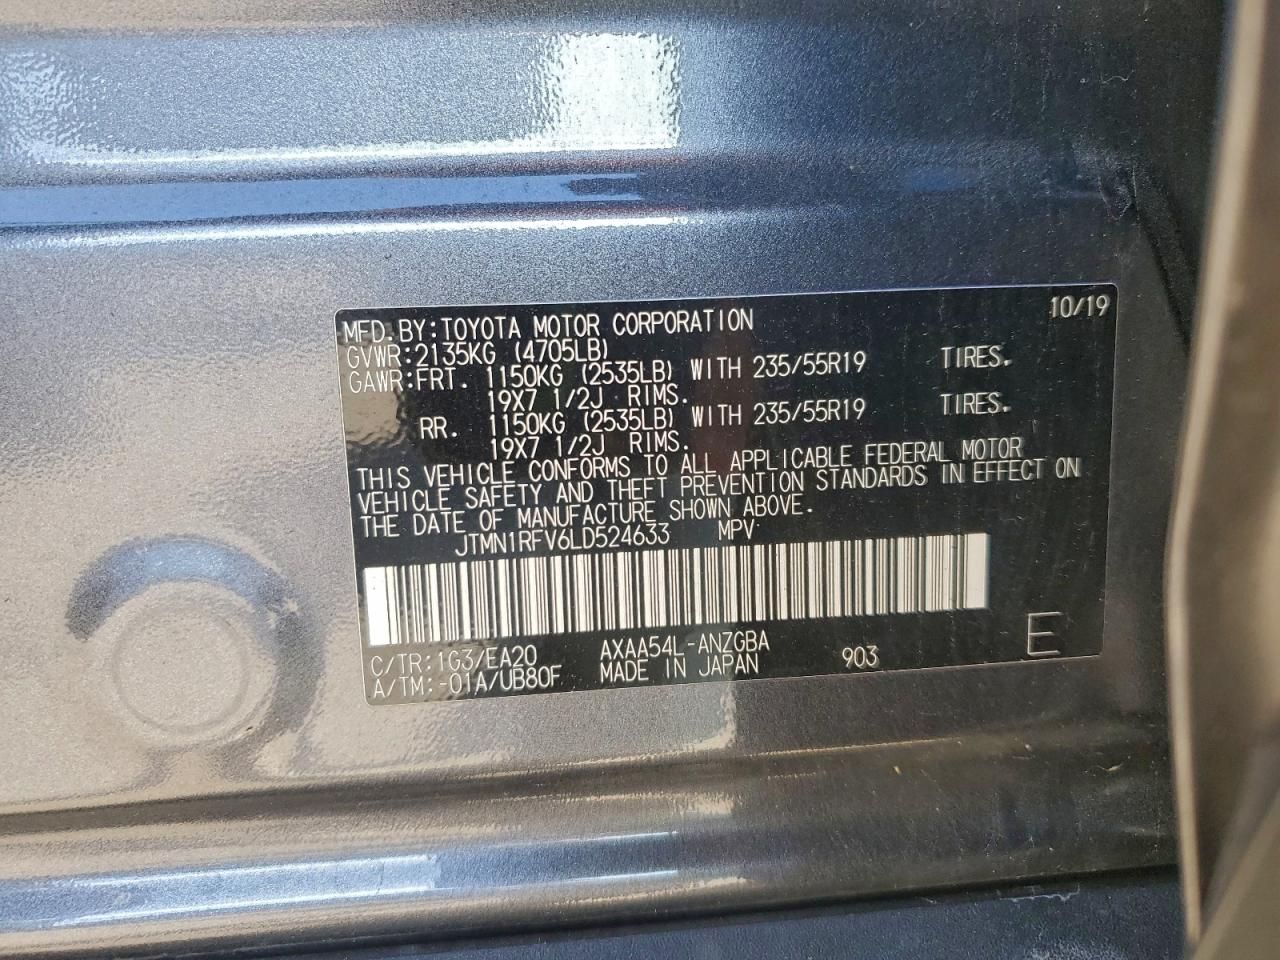 10/19
MFD.BY:TOYOTA MOTOR CORPORATION
GVWR:2135KG (4705LB)
GAWR:FRT. 1150KG (2535LB) WITH 235/55R19 TIRES.
19X7 1/2J RIMS.
RR. 1150KG (2535LB) WITH 235/55R19 TIRES.
19X7 1/2J RIMS.
THIS VEHICLE CONFORMS TO ALL APPLICABLE FEDERAL MOTOR
VEHICLE SAFETY AND THEFT PREVENTION STANDARDS IN EFFECT ON
THE DATE OF MANUFACTURE SHOWN ABOVE.
JTMN1RFV6LD524633 MPV
C/TR:1G3/EA20 AXAA54L-ANZGBA 903 E
A/TM:-01A/UB80F MADE IN JAPAN